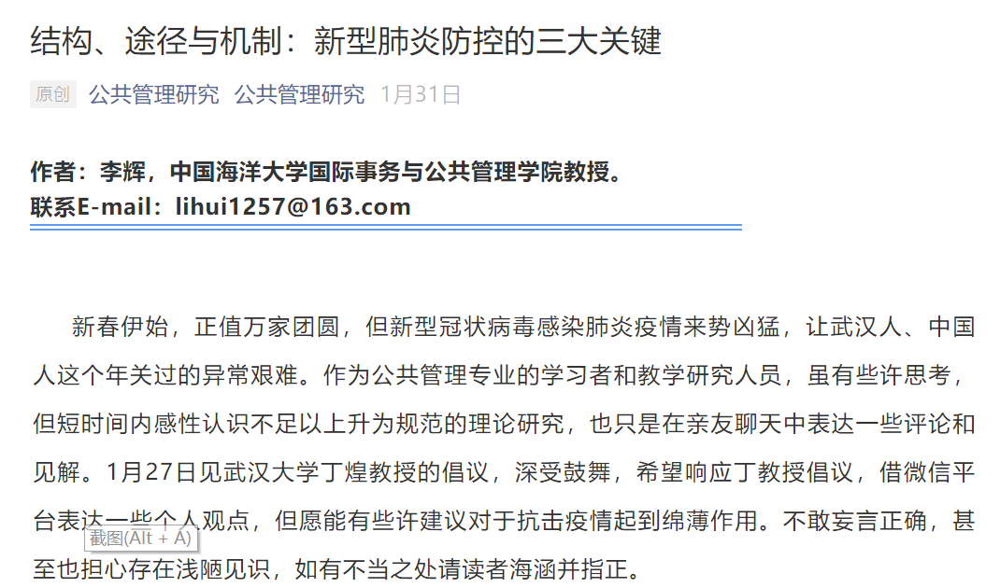 结构、途径与机制：新型肺炎防控的三大关键
原创 公共管理研究 公共管理研究 1月31日
作者：李辉，中国海洋大学国际事务与公共管理学院教授。
联系E-mail：lihui1257@163.com
新春伊始，正值万家团圆，但新型冠状病毒感染肺炎疫情来势凶猛，让武汉人、中国
人这个年关过的异常艰难。作为公共管理专业的学习者和教学研究人员，虽有些许思考，
但短时间内感性认识不足以上升为规范的理论研究，也只是在亲友聊天中表达一些评论和
见解。1月27日见武汉大学丁煌教授的倡议，深受鼓舞，希望响应丁教授倡议，借微信平
台表达一些个人观点，但愿能有些许建议对于抗击疫情起到绵薄作用。不敢妄言正确，甚
截图(Alt + A)
至也担心存在浅陋见识，如有不当之处请读者海涵并指正。